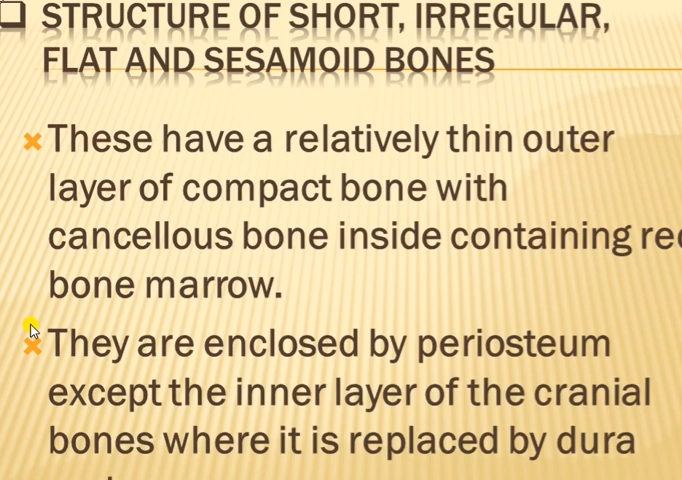 STRUCTURE OF SHORT, IRREGULAR,
FLAT AND SESAMOID BONES
These have a relatively thin outer
layer of compact bone with
cancellous bone inside containing
bone marrow.
They are enclosed by periosteum
except the inner layer of the cranial
bones where it is replaced by dura